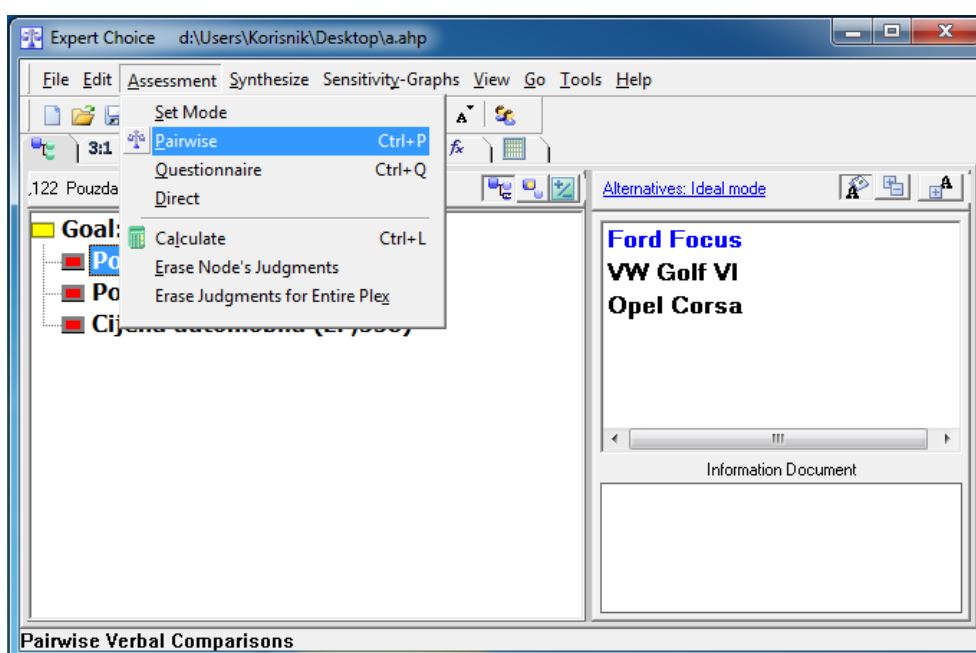 Expert Choice d:\Users\Korisnik\Desktop\a.ahp
File Edit Assessment Synthesize Sensitivity-Graphs View Go Tools Help
Set Mode
3:1 Pairwise Ctrl+P fx
Questionnaire Ctrl+Q
,122 Pouzda Alternatives: Ideal mode
Direct
Goal: Ford Focus
Calculate Ctrl+L
Po VW Golf VI
Erase Node's Judgments
Po Opel Corsa
Erase Judgments for Entire Plex
Information Document
Pairwise Verbal Comparisons